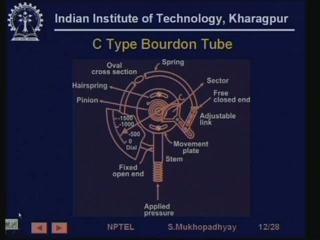 Indian Institute of Technology, Kharagpur
C Type Bourdon Tube
Oval
cross section
Spring
Sector
Hairspring
Pinion
Free
closed end
Adjustable
link
-1500
-1000
-500
0
Dial
Movement
plate
Fixed
open end
Stem
Applied
pressure
NPTEL S.Mukhopadhyay 12/28